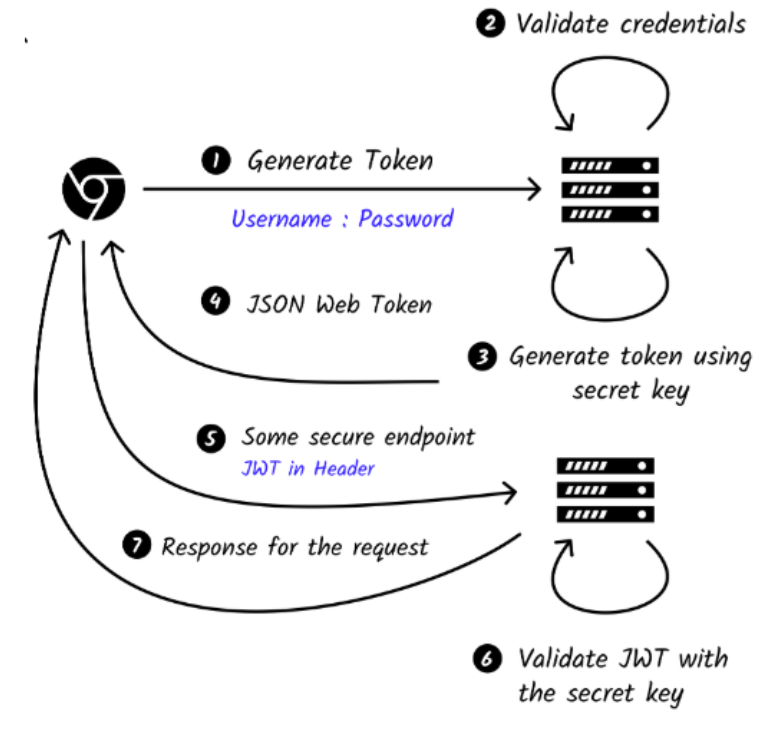 2 Validate credentials
1 Generate Token
Username : Password
4 JSON Web Token
3 Generate token using
secret key
5 Some secure endpoint
JWT in Header
7 Response for the request
6 Validate JWT with
the secret key